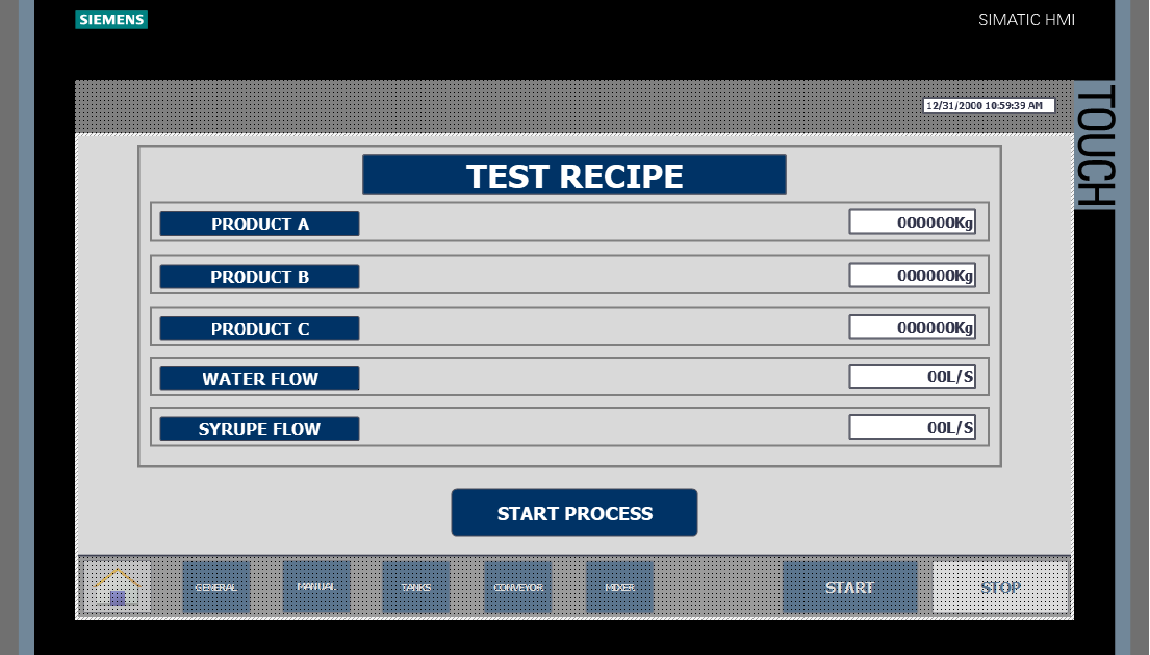 SIEMENS
SIMATIC HMI
TOUCH
12/31/2000 10:59:39 AM
TEST RECIPE
PRODUCT A
000000Kg
PRODUCT B
000000Kg
PRODUCT C
000000Kg
WATER FLOW
00L/S
SYRUPE FLOW
00L/S
START PROCESS
GENERAL
MANUAL
TANKS
CONVEYOR
MIXER
START
STOP